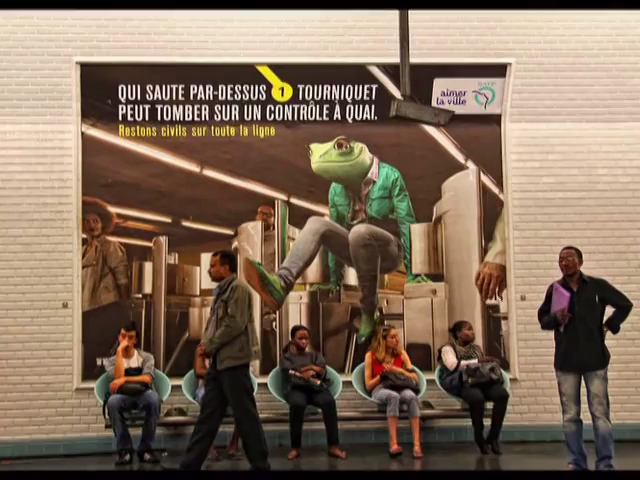 QUI SAUTE PAR-DESSUS 1 TOURNIQUET
PEUT TOMBER SUR UN CONTRÔLE À QUAI.
Restons civils sur toute la ligne
aimer
la ville